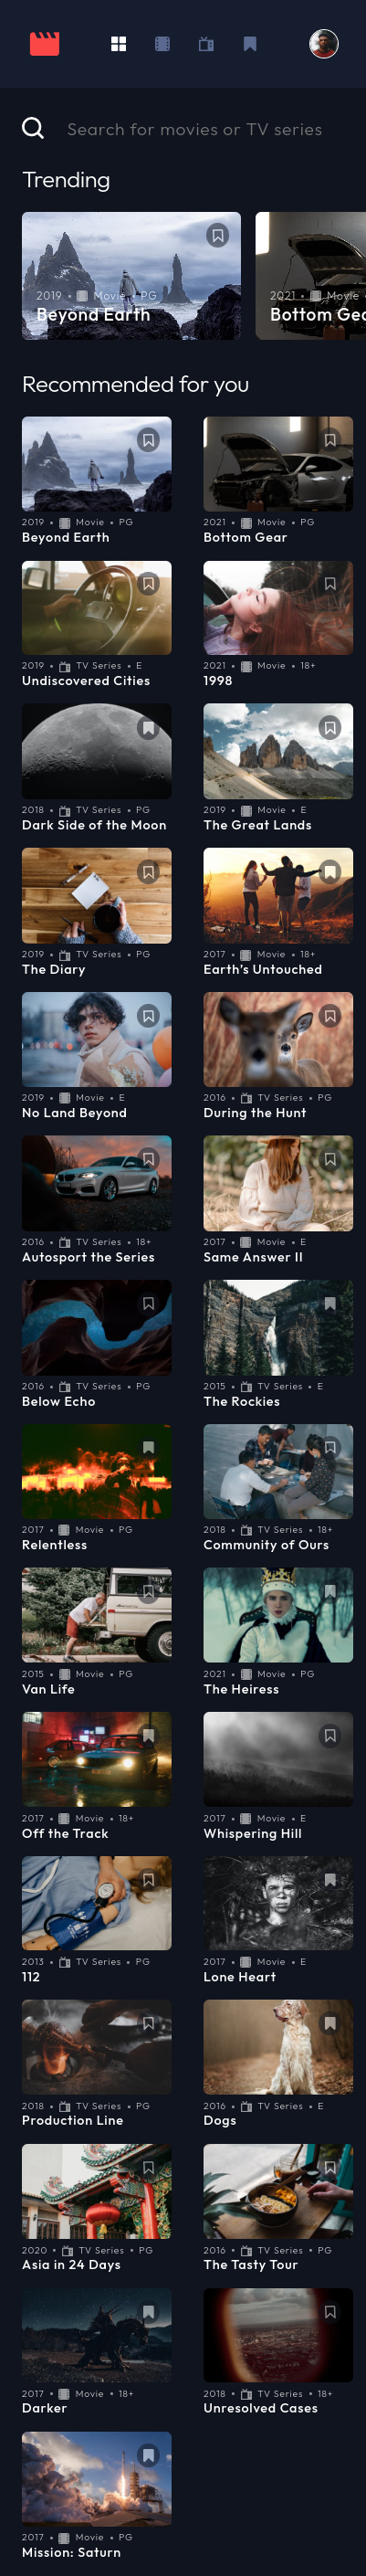 Search for movies or TV series
Trending
2019 • Movie • PG
Beyond Earth
2021 • Movie
Bottom Gea
Recommended for you
2019 • Movie • PG
Beyond Earth
2021 • Movie • PG
Bottom Gear
2019 • TV Series • E
Undiscovered Cities
2021 • Movie • 18+
1998
2018 • TV Series • PG
Dark Side of the Moon
2019 • Movie • E
The Great Lands
2019 • TV Series • PG
The Diary
2017 • Movie • 18+
Earth's Untouched
2019 • Movie • E
No Land Beyond
2016 • TV Series • PG
During the Hunt
2016 • TV Series • 18+
Autosport the Series
2017 • Movie • E
Same Answer II
2016 • TV Series • PG
Below Echo
2015 • TV Series • E
The Rockies
2017 • Movie • PG
Relentless
2018 • TV Series • 18+
Community of Ours
2015 • Movie • PG
Van Life
2021 • Movie • PG
The Heiress
2017 • Movie • 18+
Off the Track
2017 • Movie • E
Whispering Hill
2013 • TV Series • PG
112
2017 • Movie • E
Lone Heart
2018 • TV Series • PG
Production Line
2016 • TV Series • E
Dogs
2020 • TV Series • PG
Asia in 24 Days
2016 • TV Series • PG
The Tasty Tour
2017 • Movie • 18+
Darker
2018 • TV Series • 18+
Unresolved Cases
2017 • Movie • PG
Mission: Saturn